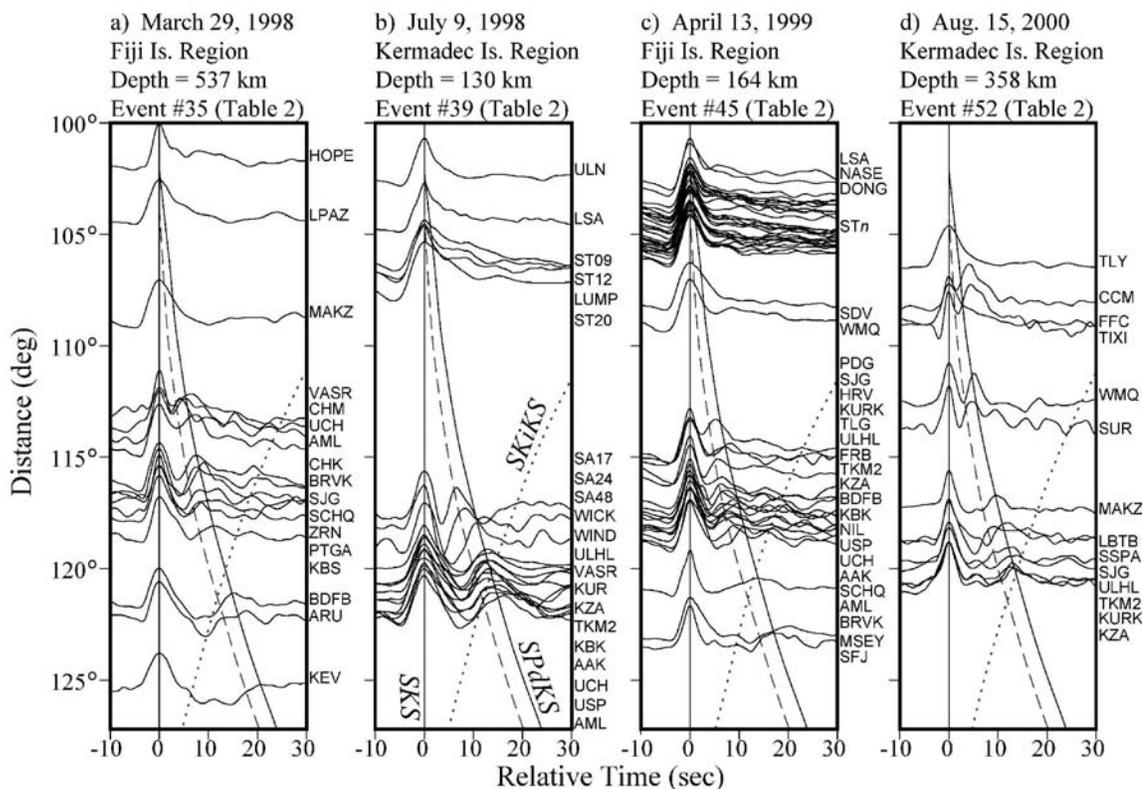 a) March 29, 1998
Fiji Is. Region
Depth = 537 km
Event #35 (Table 2)
b) July 9, 1998
Kermadec Is. Region
Depth = 130 km
Event #39 (Table 2)
c) April 13, 1999
Fiji Is. Region
Depth = 164 km
Event #45 (Table 2)
d) Aug. 15, 2000
Kermadec Is. Region
Depth = 358 km
Event #52 (Table 2)
Distance (deg)
100°
105°
110°
115°
120°
125°
HOPE
LPAZ
MAKZ
VASR
CHM
UCH
AML
CHK
BRVK
SJG
SCHQ
ZRN
PTGA
KBS
BDFB
ARU
KEV
-10 0 10 20 30
ULN
LSA
ST09
ST12
LUMP
ST20
SKiKS
SA17
SA24
SA48
WICK
WIND
ULHL
VASR
KUR
KZA
TKM2
KBK
AAK
UCH
USP
AML
SKS
SPdKS
-10 0 10 20 30
LSA
NASE
DONG
STn
SDV
WMQ
PDG
SJG
HRV
KURK
TLG
ULHL
FRB
TKM2
KZA
BDFB
KBK
NIL
USP
UCH
AAK
SCHQ
AML
BRVK
MSEY
SFJ
-10 0 10 20 30
TLY
CCM
FFC
TIXI
WMQ
SUR
MAKZ
LBTB
SSPA
SJG
ULHL
TKM2
KURK
KZA
-10 0 10 20 30
Relative Time (sec)